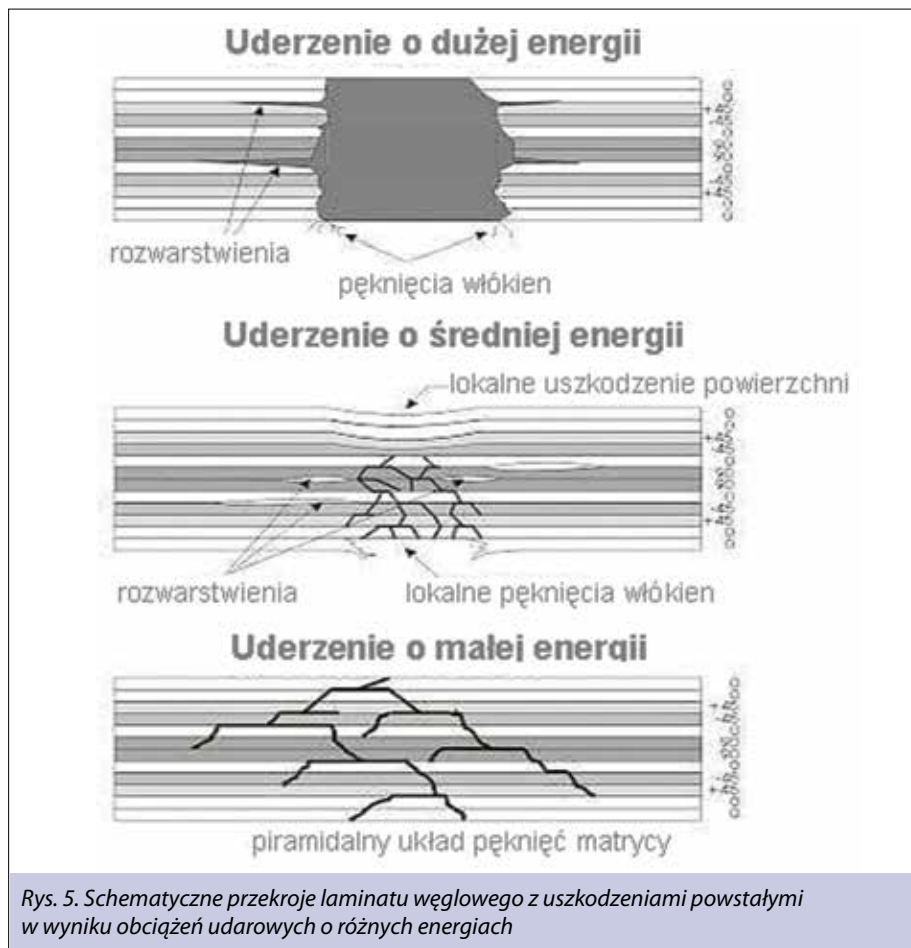 Uderzenie o dużej energii
rozwarstwienia
pęknięcia włókien
Uderzenie o średniej energii
lokalne uszkodzenie powierzchni
rozwarstwienia
lokalne pęknięcia włókien
Uderzenie o małej energii
piramidalny układ pęknięć matrycy
Rys. 5. Schematyczne przekroje laminatu węglowego z uszkodzeniami powstałymi
w wyniku obciążeń udarowych o różnych energiach